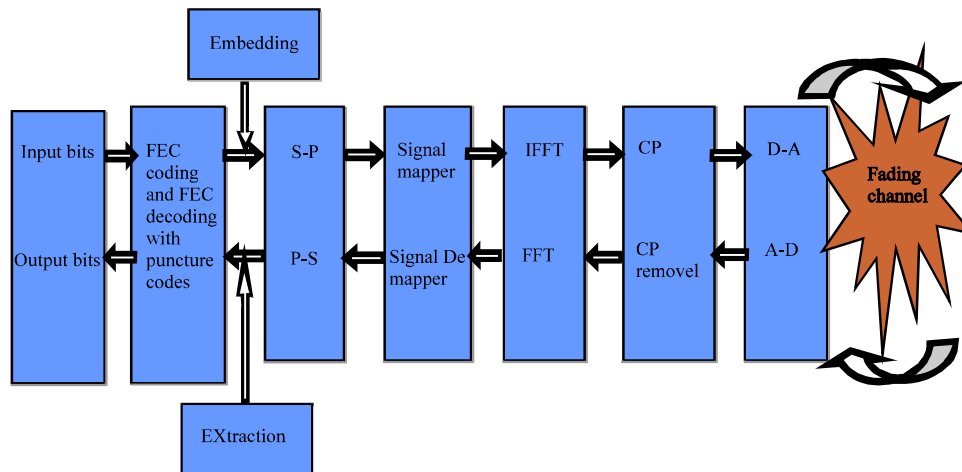 Embedding
Input bits
Output bits
FEC
coding
and FEC
decoding
with
puncture
codes
S-P
P-S
Signal
mapper
Signal De
mapper
IFFT
FFT
CP
CP
removel
D-A
A-D
Fading
channel
EXtraction